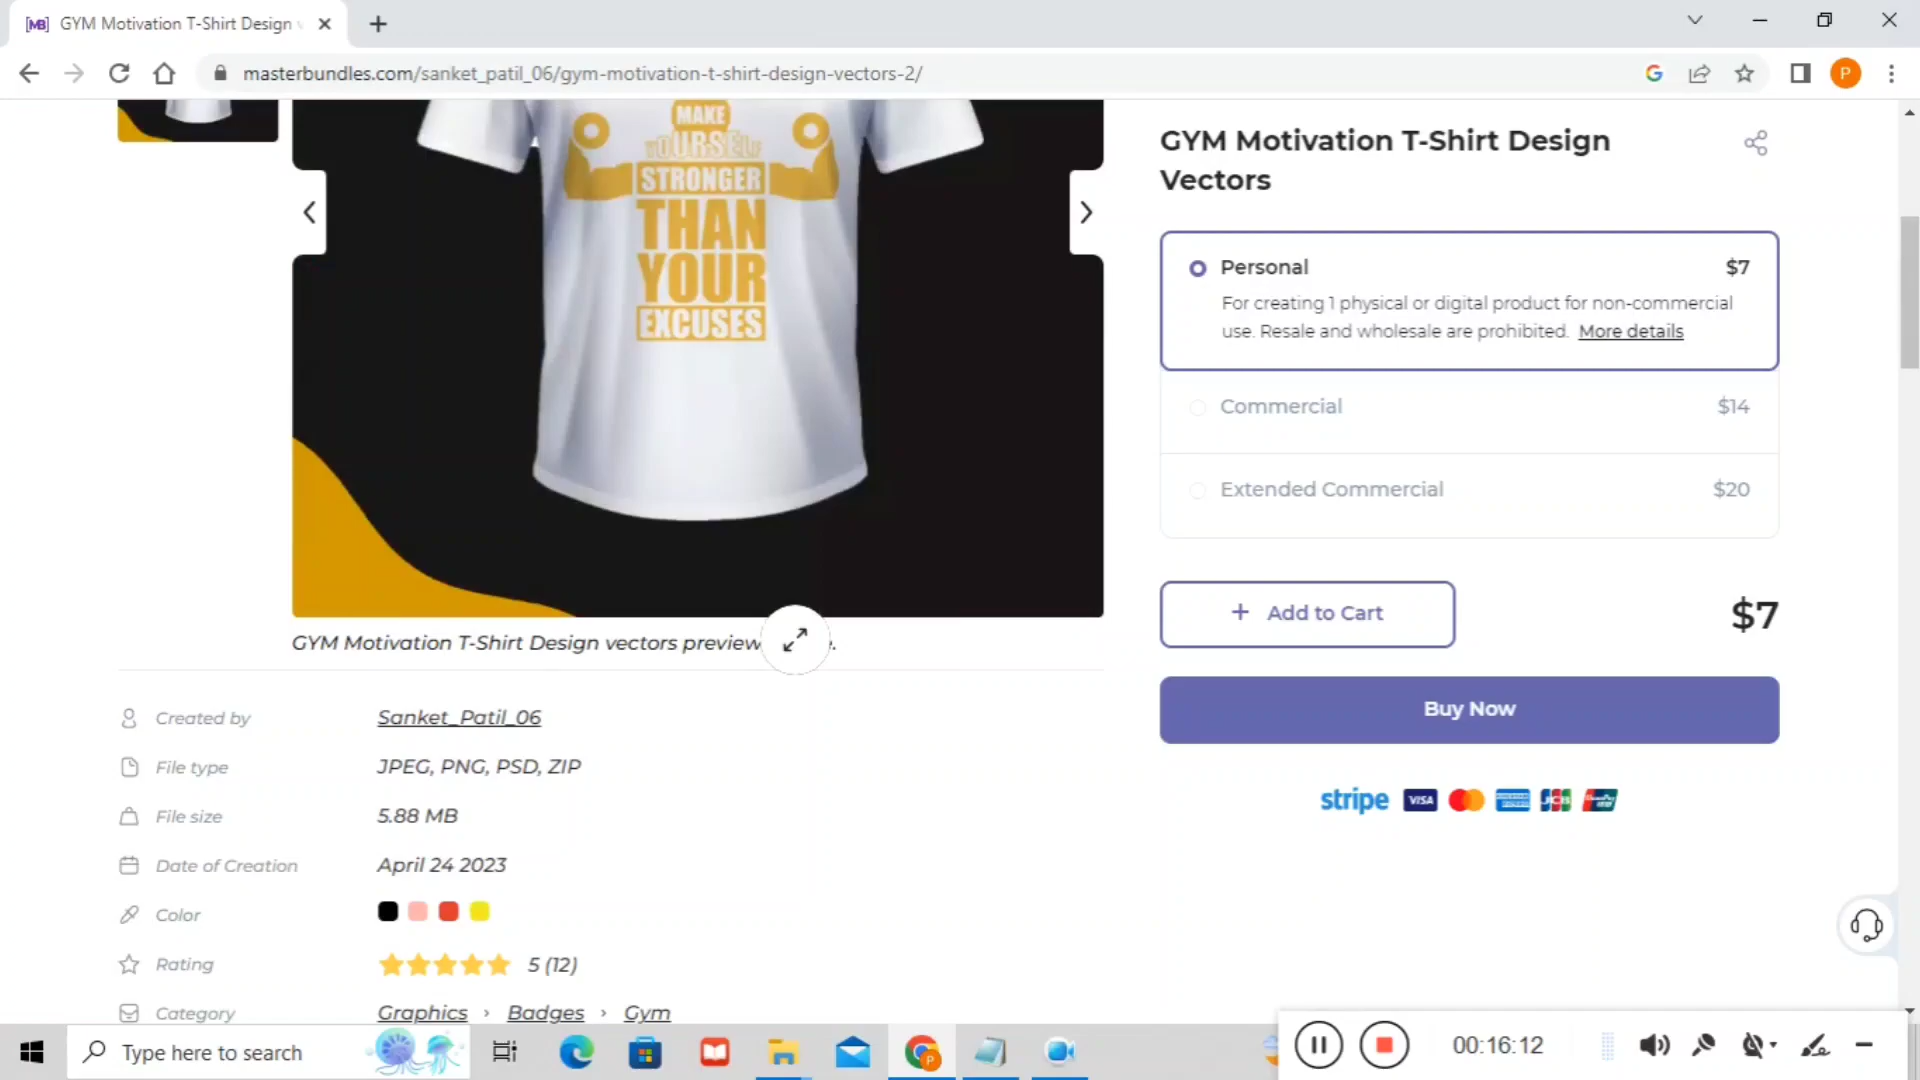 GYM Motivation T-Shirt Design
masterbundles.com/sanket_patil_06/gym-motivation-t-shirt-design-vectors-2/
P
MAKE
YOURSELF
STRONGER
THAN
YOUR
EXCUSES
GYM Motivation T-Shirt Design vectors preview
GYM Motivation T-Shirt Design
Vectors
Personal $7
For creating 1 physical or digital product for non-commercial
use. Resale and wholesale are prohibited. More details
Commercial $14
Extended Commercial $20
+ Add to Cart $7
Buy Now
stripe VISA JCB
Created by Sanket_Patil_06
File type JPEG, PNG, PSD, ZIP
File size 5.88 MB
Date of Creation April 24 2023
Color
Rating 5 (12)
Category Graphics › Badges › Gym
Type here to search
00:16:12